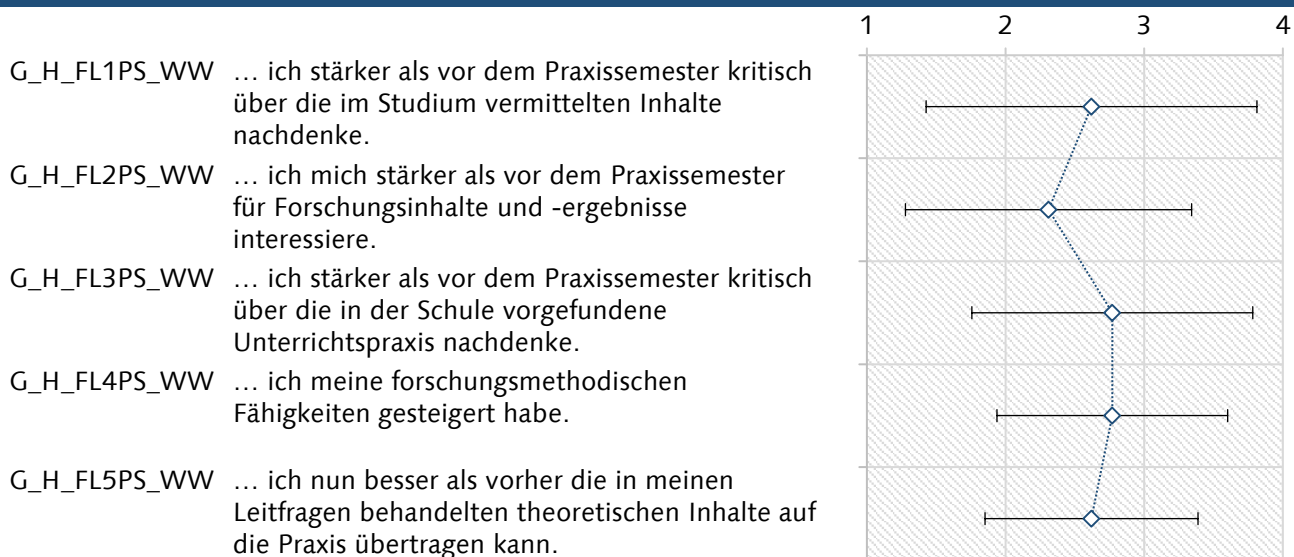 1 2 3 4
G_H_FL1PS_WW … ich stärker als vor dem Praxissemester kritisch
über die im Studium vermittelten Inhalte
nachdenke.
G_H_FL2PS_WW … ich mich stärker als vor dem Praxissemester
für Forschungsinhalte und -ergebnisse
interessiere.
G_H_FL3PS_WW … ich stärker als vor dem Praxissemester kritisch
über die in der Schule vorgefundene
Unterrichtspraxis nachdenke.
G_H_FL4PS_WW … ich meine forschungsmethodischen
Fähigkeiten gesteigert habe.
G_H_FL5PS_WW … ich nun besser als vorher die in meinen
Leitfragen behandelten theoretischen Inhalte auf
die Praxis übertragen kann.